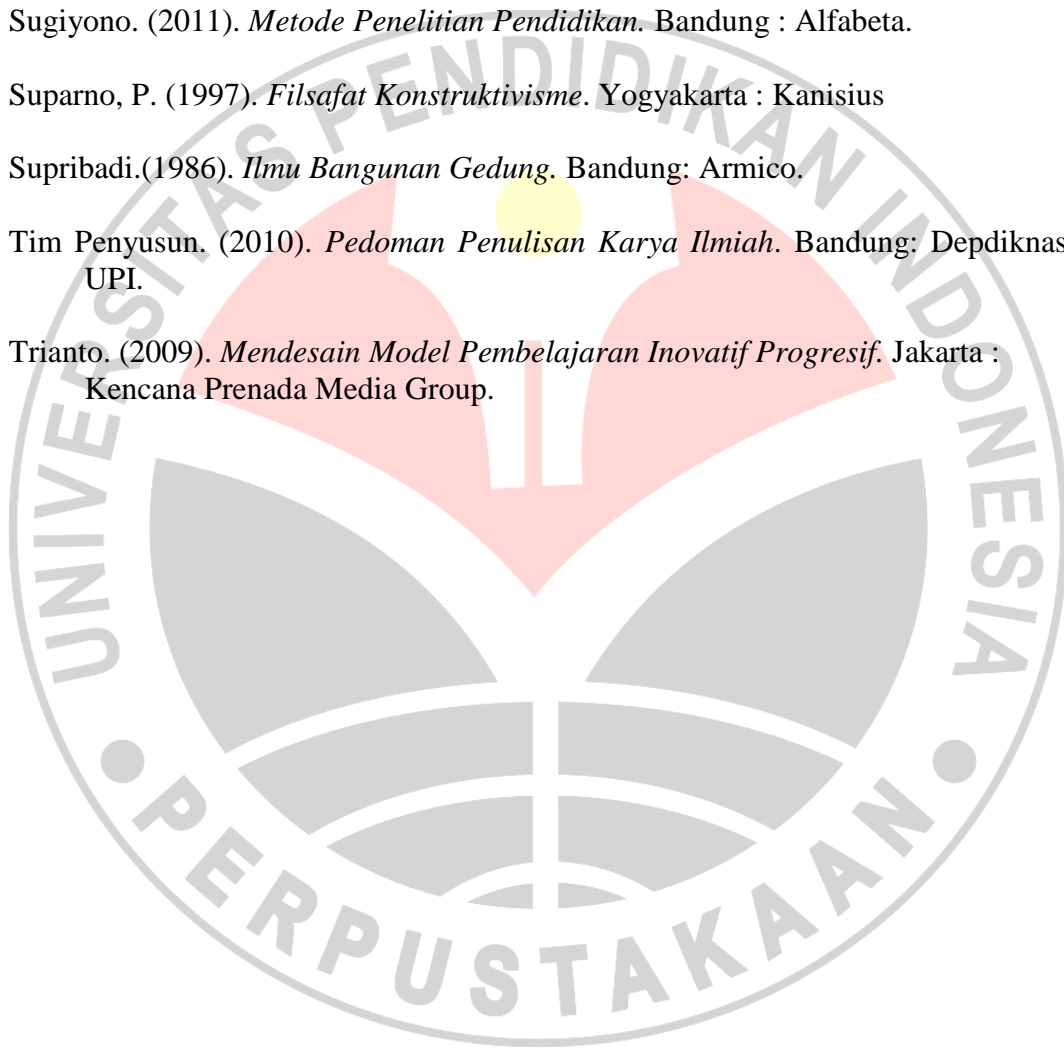 Sugiyono. (2011). Metode Penelitian Pendidikan. Bandung : Alfabeta.
Suparno, P. (1997). Filsafat Konstruktivisme. Yogyakarta : Kanisius
Supribadi.(1986). Ilmu Bangunan Gedung. Bandung: Armico.
Tim Penyusun. (2010). Pedoman Penulisan Karya Ilmiah. Bandung: Depdiknas
UPI.
Trianto. (2009). Mendesain Model Pembelajaran Inovatif Progresif. Jakarta :
Kencana Prenada Media Group.
UNIVERSITAS PENDIDIKAN INDONESIA
PERPUSTAKAAN